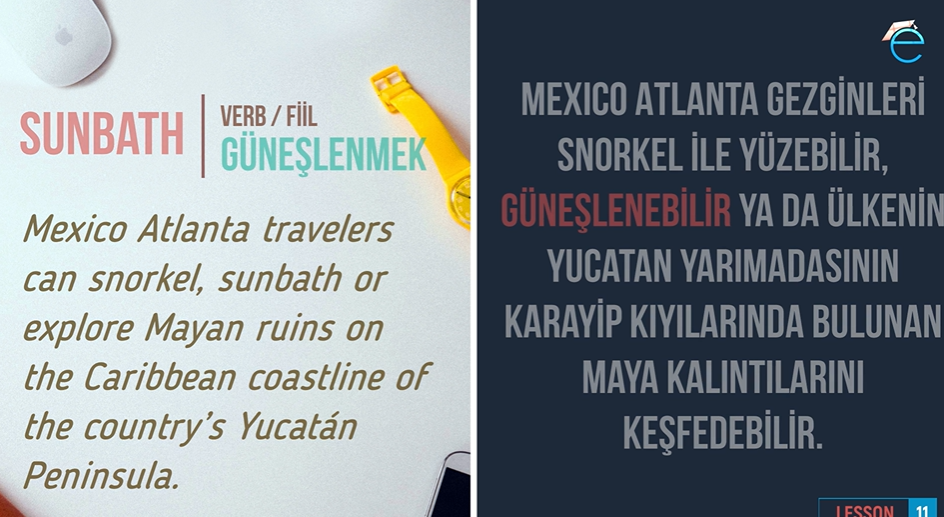 SUNBATH
VERB / FİİL
GÜNEŞLENMEK
Mexico Atlanta travelers
can snorkel, sunbath or
explore Mayan ruins on
the Caribbean coastline of
the country's Yucatán
Peninsula.
e
MEXICO ATLANTA GEZGİNLERİ
SNORKEL İLE YÜZEBİLİR,
GÜNEŞLENEBİLİR YA DA ÜLKENİN
YUCATAN YARIMADASININ
KARAYİP KIYILARINDA BULUNAN
MAYA KALINTILARINI
KEŞFEDEBİLİR.
LESSON 11